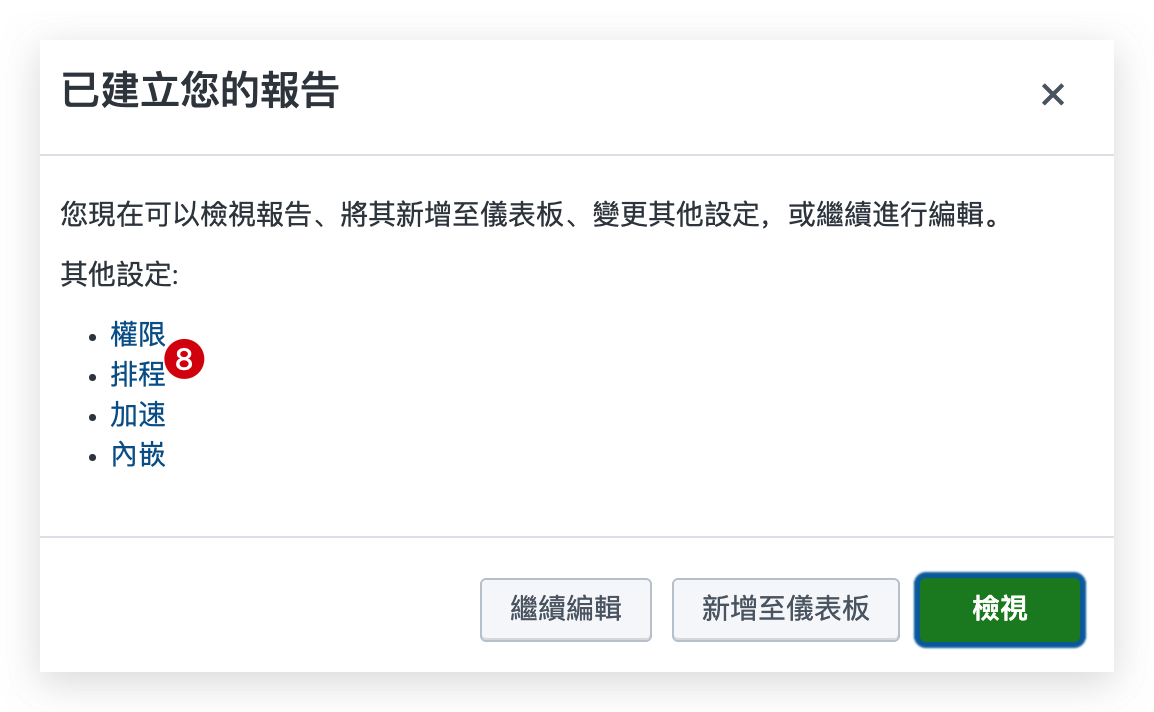 已建立您的報告
您現在可以檢視報告、將其新增至儀表板、變更其他設定，或繼續進行編輯。
其他設定:
• 權限
8
• 排程
• 加速
• 內嵌
繼續編輯
新增至儀表板
檢視